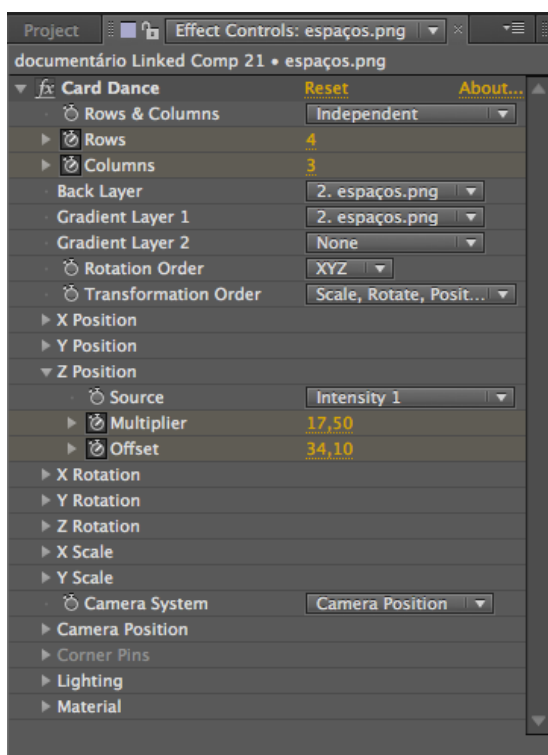 Project Effect Controls: espaços.png
documentário Linked Comp 21 • espaços.png
fx Card Dance Reset About...
Rows & Columns Independent
Rows 4
Columns 3
Back Layer 2. espaços.png
Gradient Layer 1 2. espaços.png
Gradient Layer 2 None
Rotation Order XYZ
Transformation Order Scale, Rotate, Posit...
X Position
Y Position
Z Position
Source Intensity 1
Multiplier 17,50
Offset 34,10
X Rotation
Y Rotation
Z Rotation
X Scale
Y Scale
Camera System Camera Position
Camera Position
Corner Pins
Lighting
Material